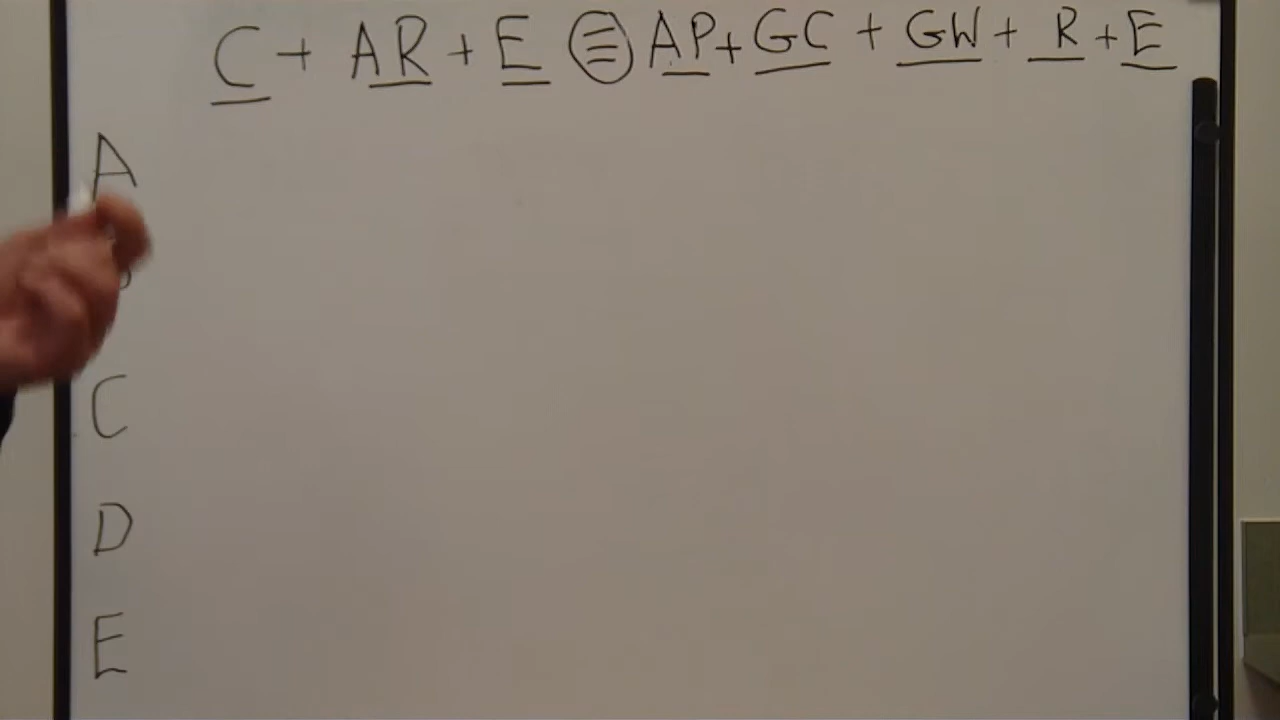 C + AR + E ≡ AP + GC + GW + R + E
A
C
D
E